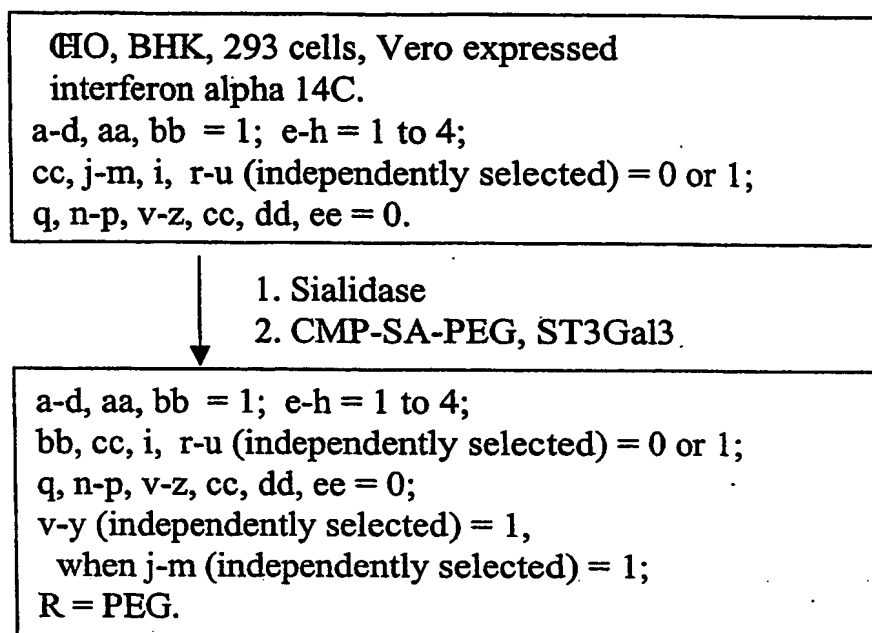 CHO, BHK, 293 cells, Vero expressed
interferon alpha 14C.
a-d, aa, bb = 1; e-h = 1 to 4;
cc, j-m, i, r-u (independently selected) = 0 or 1;
q, n-p, v-z, cc, dd, ee = 0.
1. Sialidase
2. CMP-SA-PEG, ST3Gal3
a-d, aa, bb = 1; e-h = 1 to 4;
bb, cc, i, r-u (independently selected) = 0 or 1;
q, n-p, v-z, cc, dd, ee = 0;
v-y (independently selected) = 1,
when j-m (independently selected) = 1;
R = PEG.